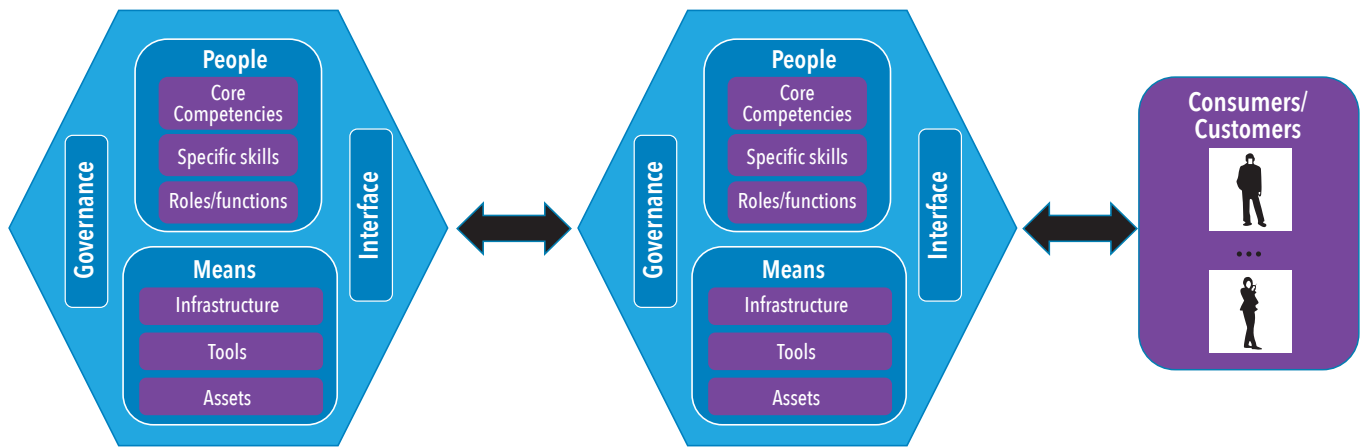 Governance
People
Core
Competencies
Specific skills
Roles/functions
Means
Infrastructure
Tools
Assets
Interface
Governance
People
Core
Competencies
Specific skills
Roles/functions
Means
Infrastructure
Tools
Assets
Interface
Consumers/
Customers
...